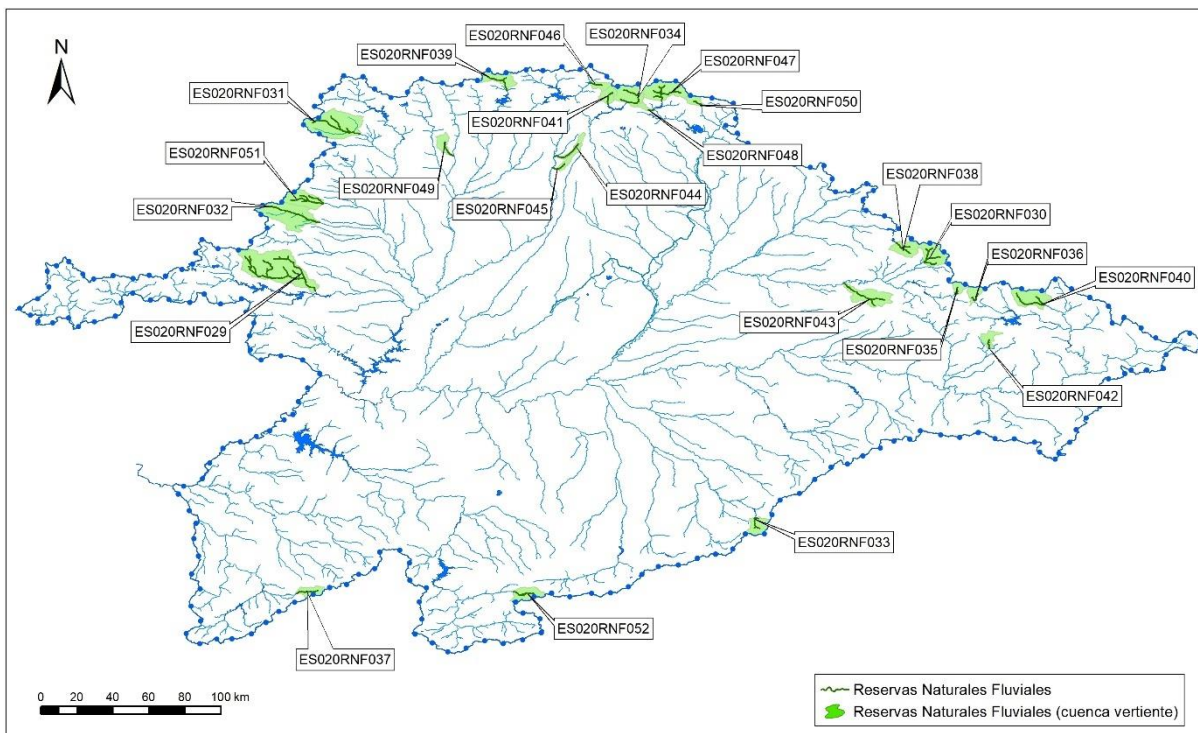 N
ES020RNF046
ES020RNF034
ES020RNF039
ES020RNF047
ES020RNF031
ES020RNF050
ES020RNF041
ES020RNF051
ES020RNF048
ES020RNF049
ES020RNF038
ES020RNF044
ES020RNF032
ES020RNF045
ES020RNF030
ES020RNF036
ES020RNF040
ES020RNF043
ES020RNF029
ES020RNF035
ES020RNF042
ES020RNF033
ES020RNF052
ES020RNF037
0 20 40 60 80 100 km
Reservas Naturales Fluviales
Reservas Naturales Fluviales (cuenca vertiente)